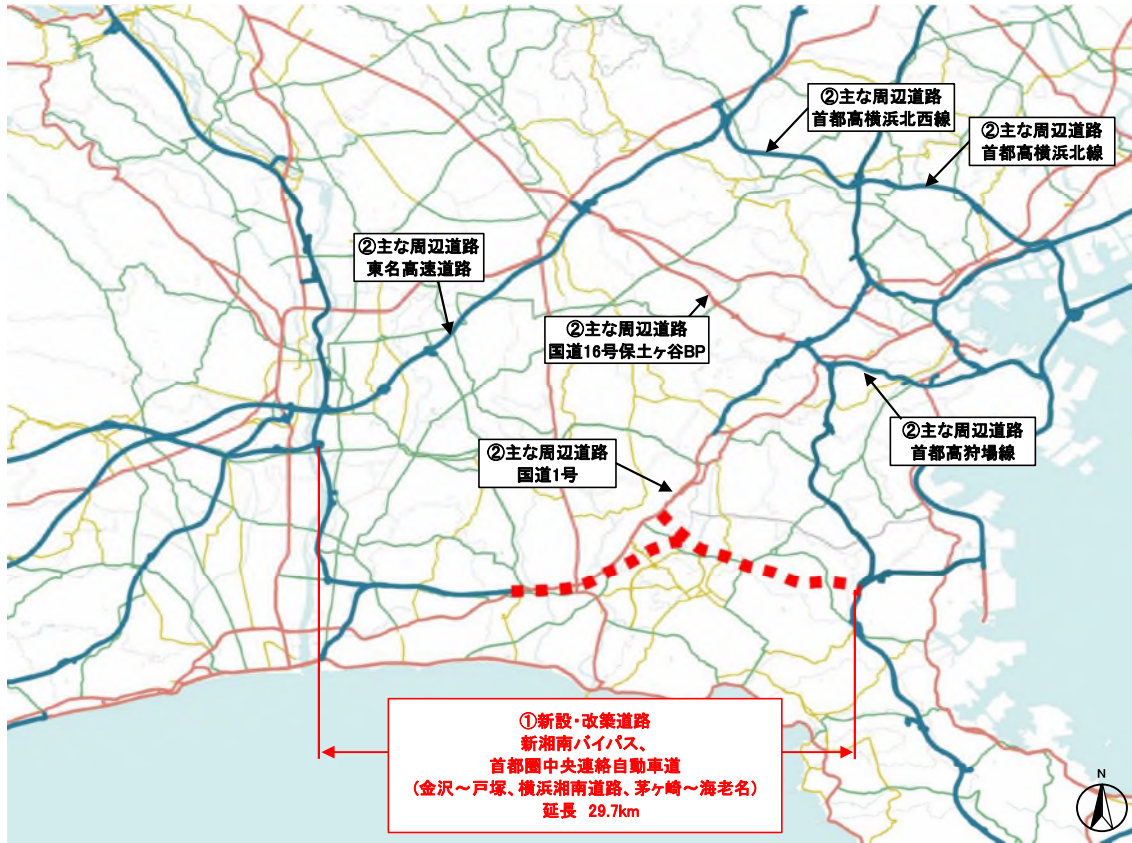 ②主な周辺道路
首都高横浜北西線
②主な周辺道路
首都高横浜北線
②主な周辺道路
東名高速道路
②主な周辺道路
国道16号保土ヶ谷BP
②主な周辺道路
首都高狩場線
②主な周辺道路
国道1号
①新設・改築道路
新湘南バイパス、
首都圏中央連絡自動車道
(金沢～戸塚、横浜湘南道路、茅ヶ崎～海老名)
延長 29.7km
N